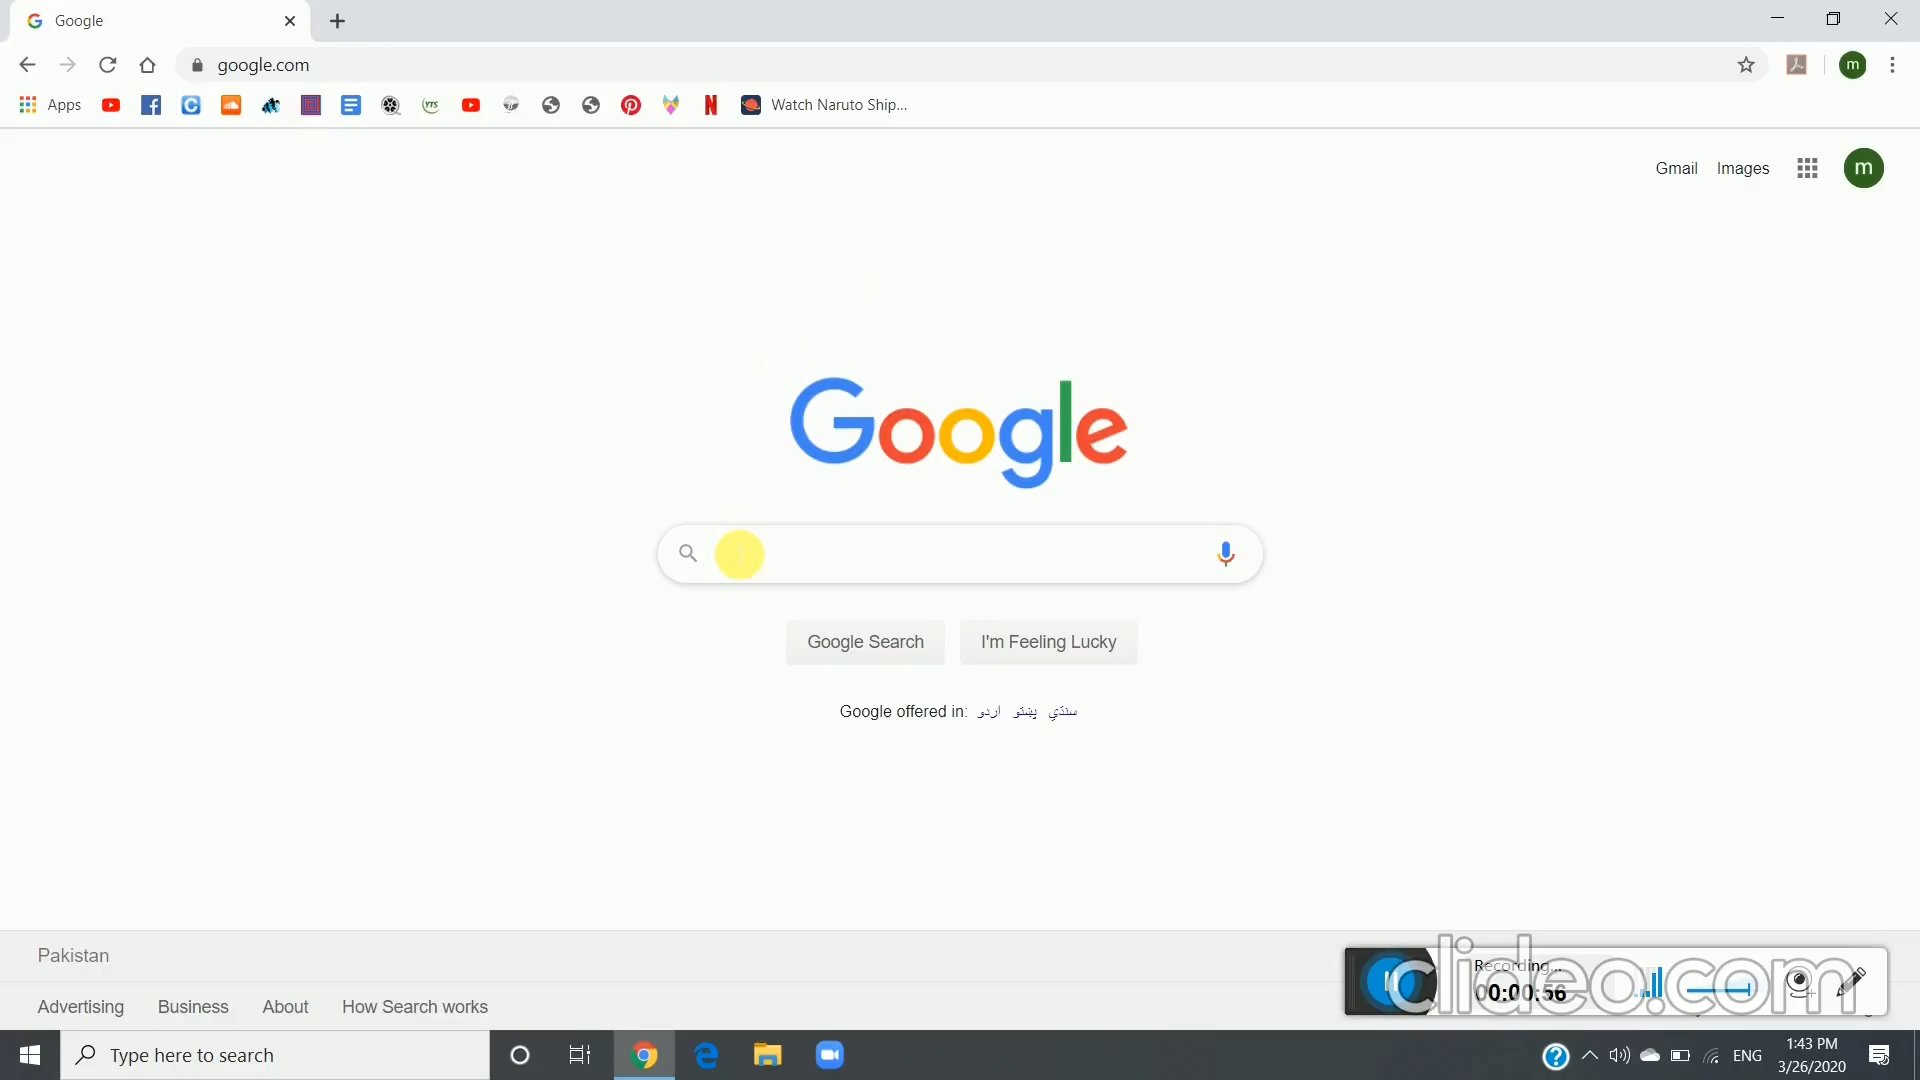 Google
google.com
m
Apps
Watch Naruto Ship...
Gmail Images m
Google
Google Search I'm Feeling Lucky
Google offered in: اردو پښتو سنڌي
Pakistan
Advertising Business About How Search works
Recording...
00:00:56
clideo.com
Type here to search
ENG
1:43 PM
3/26/2020